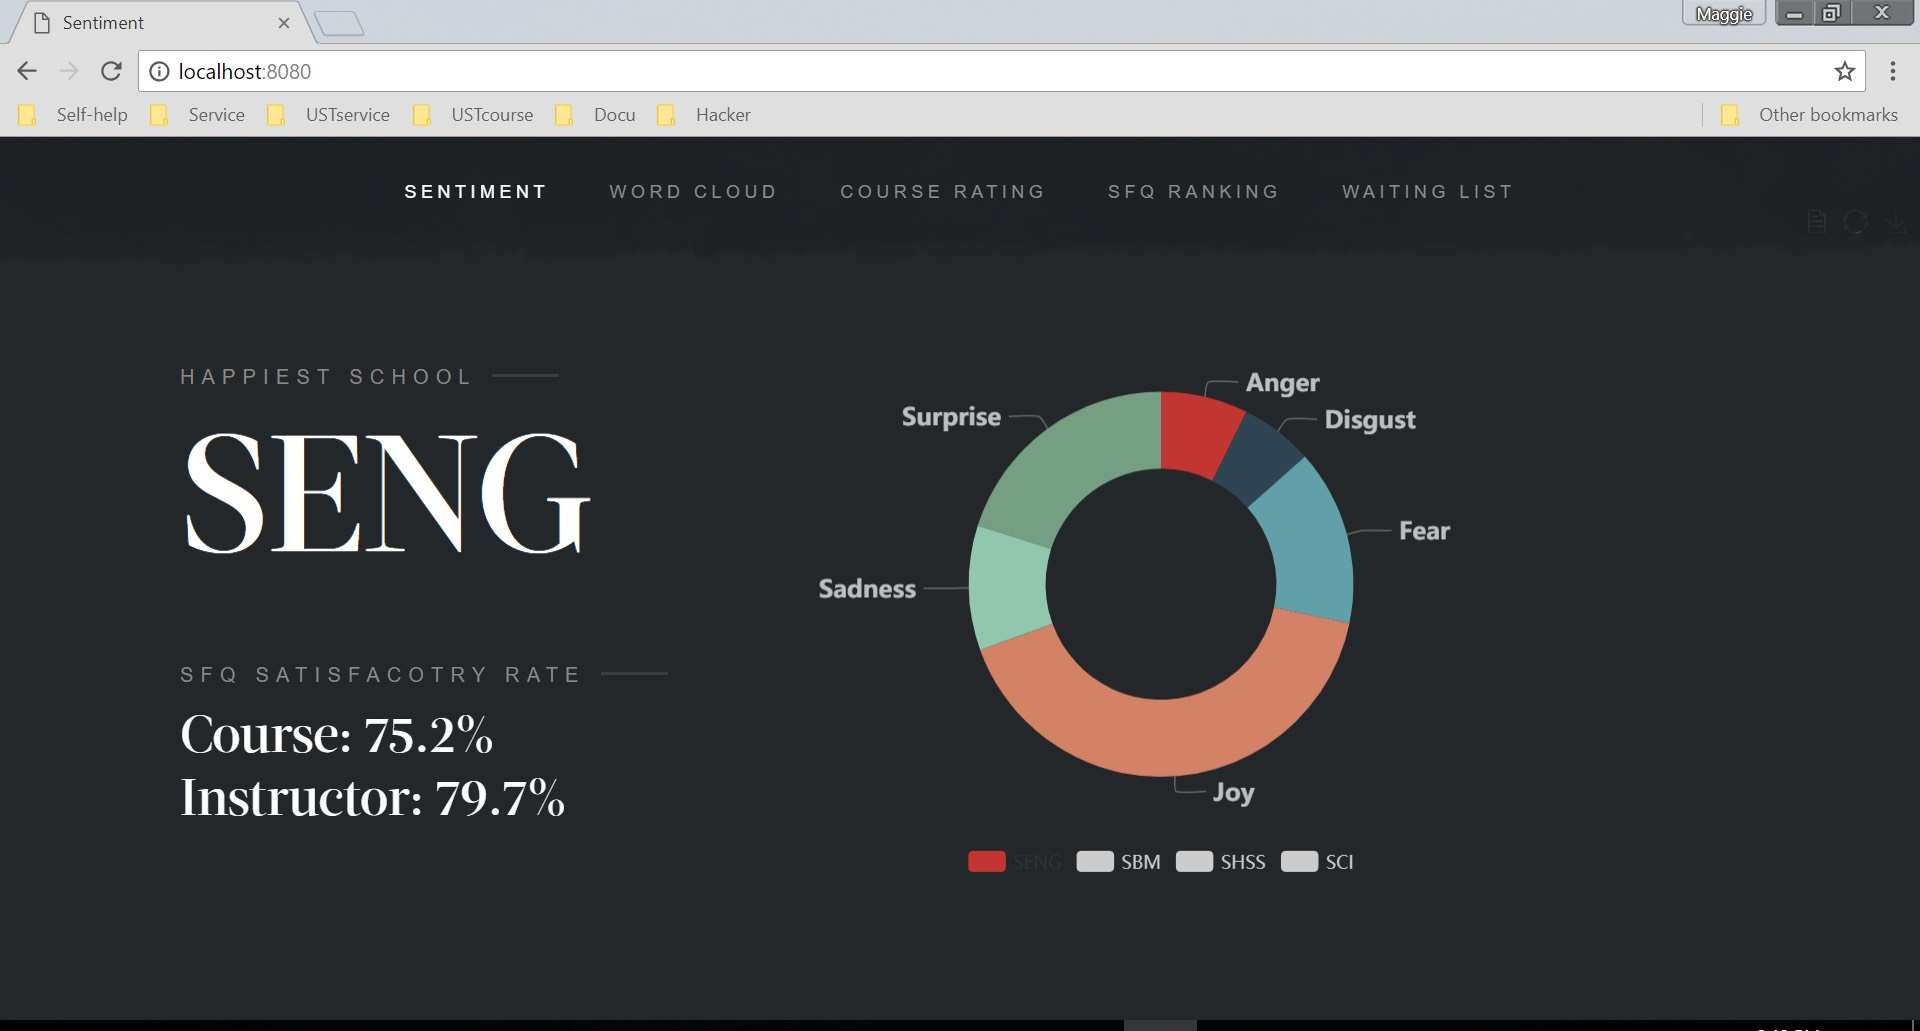 Sentiment
Maggie
localhost:8080
Self-help Service USTservice USTcourse Docu Hacker Other bookmarks
SENTIMENT WORD CLOUD COURSE RATING SFQ RANKING WAITING LIST
HAPPIEST SCHOOL
SENG
SFQ SATISFACOTRY RATE
Course: 75.2%
Instructor: 79.7%
Anger
Surprise
Disgust
Fear
Sadness
Joy
SENG SBM SHSS SCI